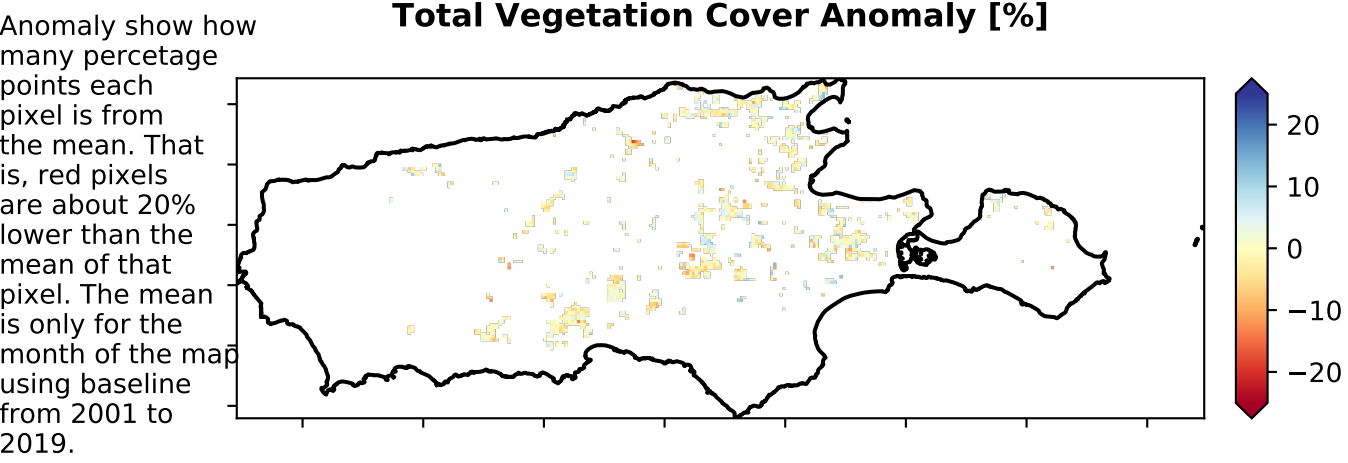 Total Vegetation Cover Anomaly [%]
Anomaly show how
many percetage
points each
pixel is from
the mean. That
is, red pixels
are about 20%
lower than the
mean of that
pixel. The mean
is only for the
month of the map
using baseline
from 2001 to
2019.
20
10
0
−10
−20